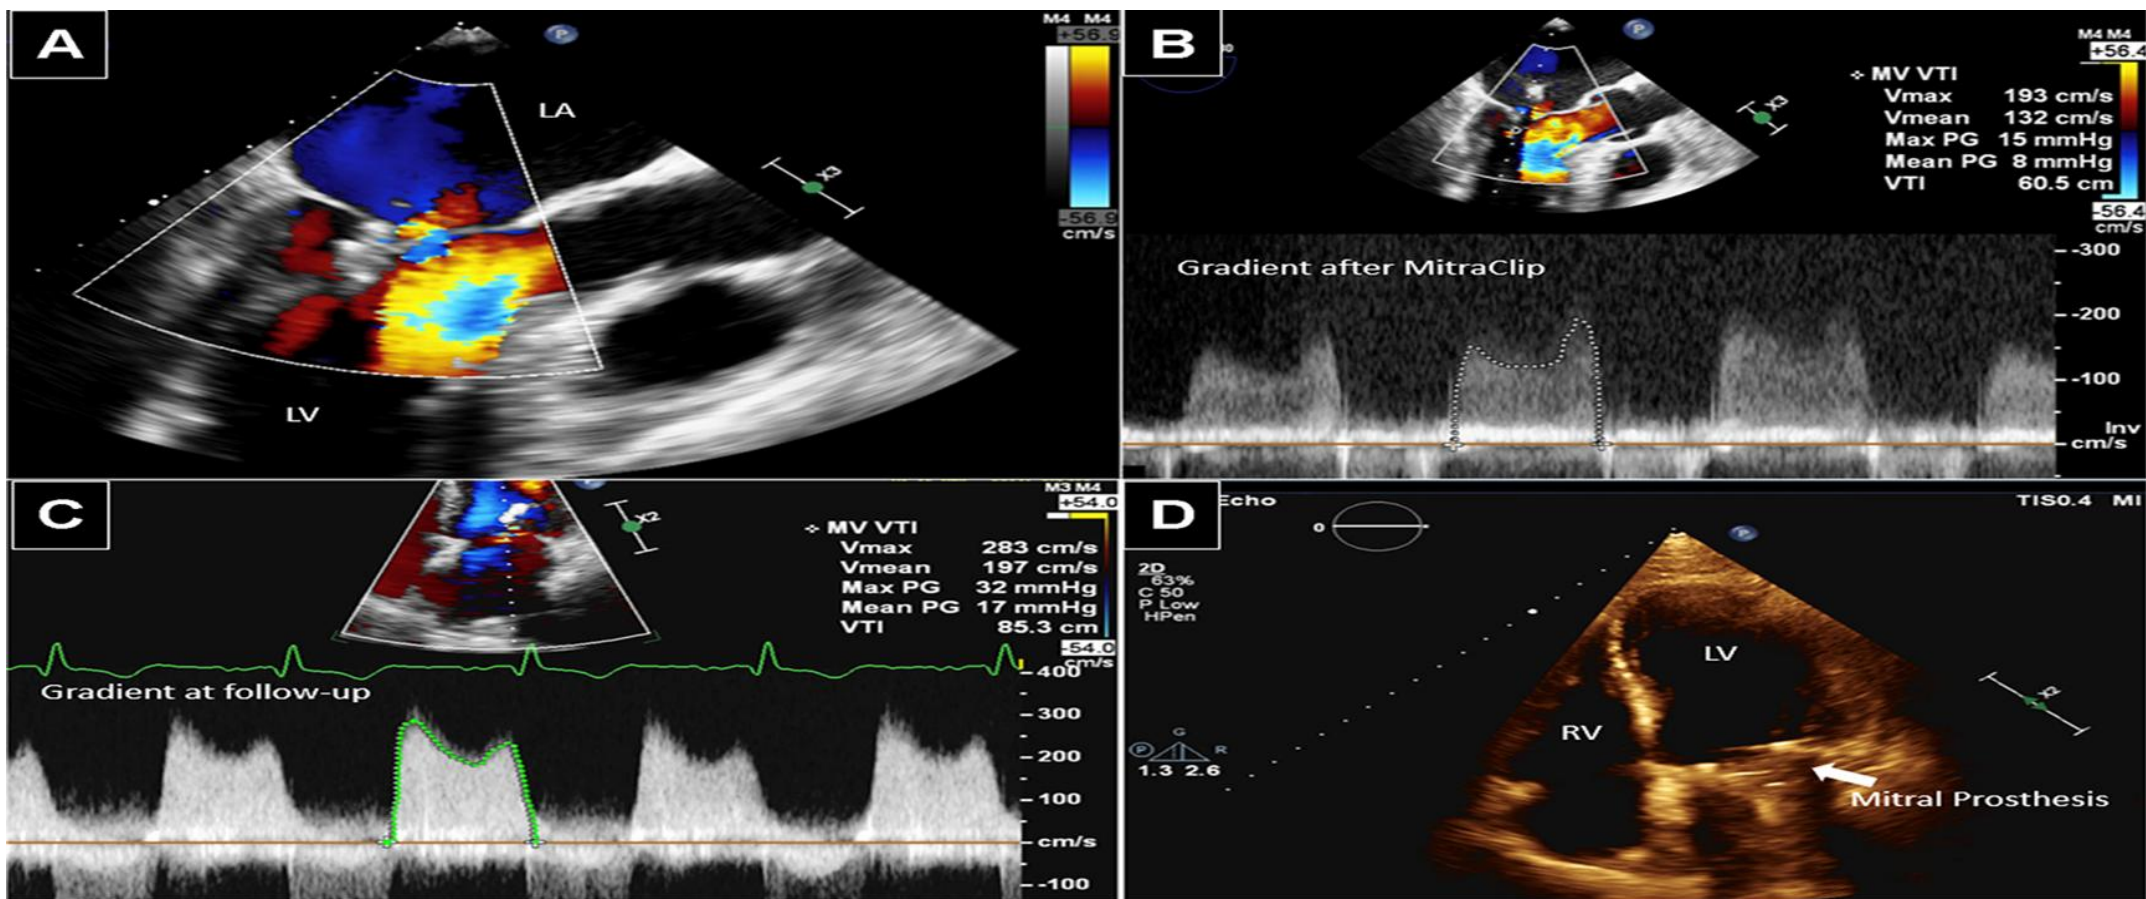 A
M4 M4
+56.9
-56.9
cm/s
LA
x3
LV
B
M4 M4
+56.4
-56.4
cm/s
x3
MV VTI
Vmax 193 cm/s
Vmean 132 cm/s
Max PG 15 mmHg
Mean PG 8 mmHg
VTI 60.5 cm
Gradient after MitraClip
-300
-200
-100
Inv
cm/s
C
M3 M4
+54.0
-54.0
cm/s
x2
MV VTI
Vmax 283 cm/s
Vmean 197 cm/s
Max PG 32 mmHg
Mean PG 17 mmHg
VTI 85.3 cm
Gradient at follow-up
-400
300
200
100
cm/s
-100
D
Echo
TIS0.4 MI
0
2D
63%
C 50
P Low
HPen
x2
LV
RV
G
P R
1.3 2.6
Mitral Prosthesis